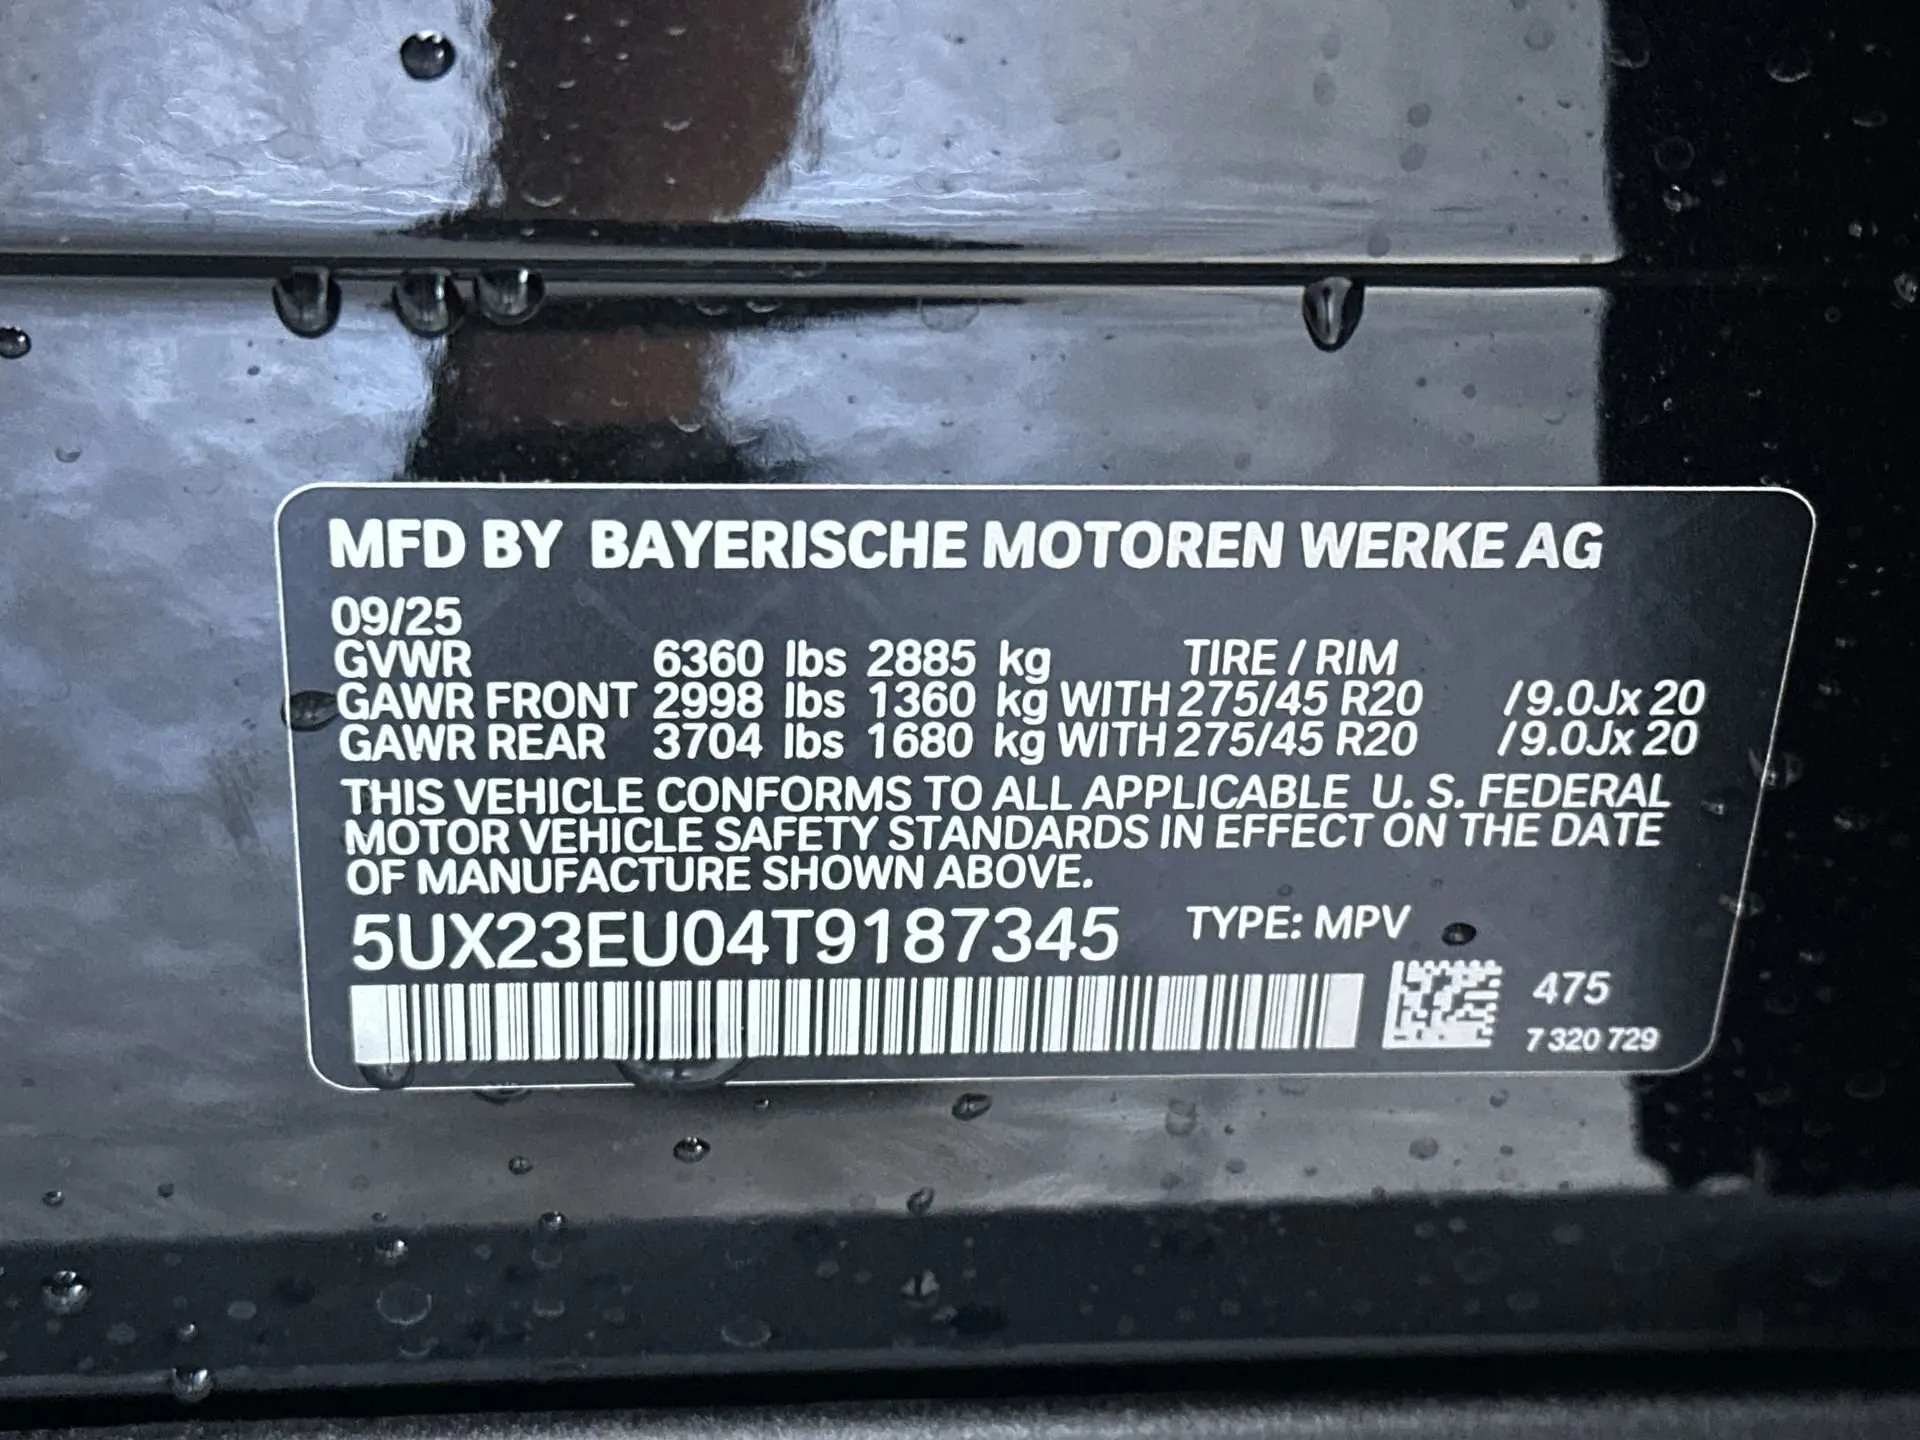 MFD BY BAYERISCHE MOTOREN WERKE AG
09/25
GVWR 6360 lbs 2885 kg TIRE / RIM
GAWR FRONT 2998 lbs 1360 kg WITH 275/45 R20 /9.0Jx 20
GAWR REAR 3704 lbs 1680 kg WITH 275/45 R20 /9.0Jx 20
THIS VEHICLE CONFORMS TO ALL APPLICABLE U. S. FEDERAL
MOTOR VEHICLE SAFETY STANDARDS IN EFFECT ON THE DATE
OF MANUFACTURE SHOWN ABOVE.
5UX23EU04T9187345 TYPE: MPV
475
7 320 729